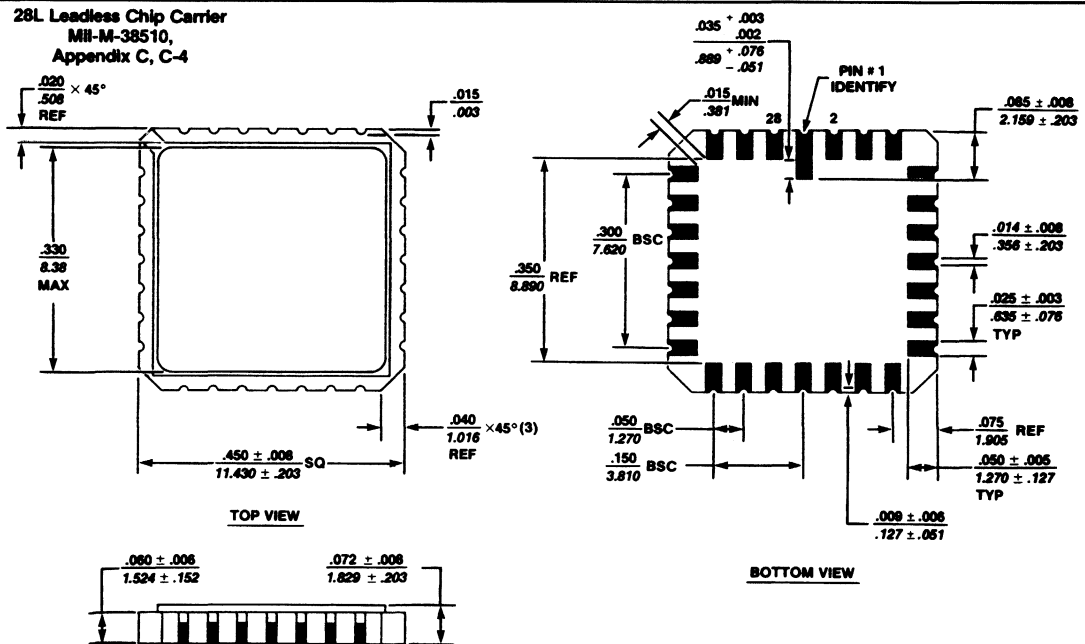 28L Leadless Chip Carrier
Mil-M-38510,
Appendix C, C-4
.020
.508
× 45°
REF
.015
.003
.330
8.38
MAX
.040
1.016
×45°(3)
REF
.450 ± .008
11.430 ± .203
SQ
TOP VIEW
.035 + .003
.002
.889 + .076
− .051
PIN # 1
IDENTIFY
.015
.381
MIN
28
2
.085 ± .008
2.159 ± .203
.300
7.620
BSC
.350
8.890
REF
.014 ± .008
.356 ± .203
.025 ± .003
.635 ± .076
TYP
.050
1.270
BSC
.150
3.810
BSC
.075
1.905
REF
.050 ± .005
1.270 ± .127
TYP
.009 ± .006
.127 ± .051
BOTTOM VIEW
.060 ± .006
1.524 ± .152
.072 ± .008
1.829 ± .203